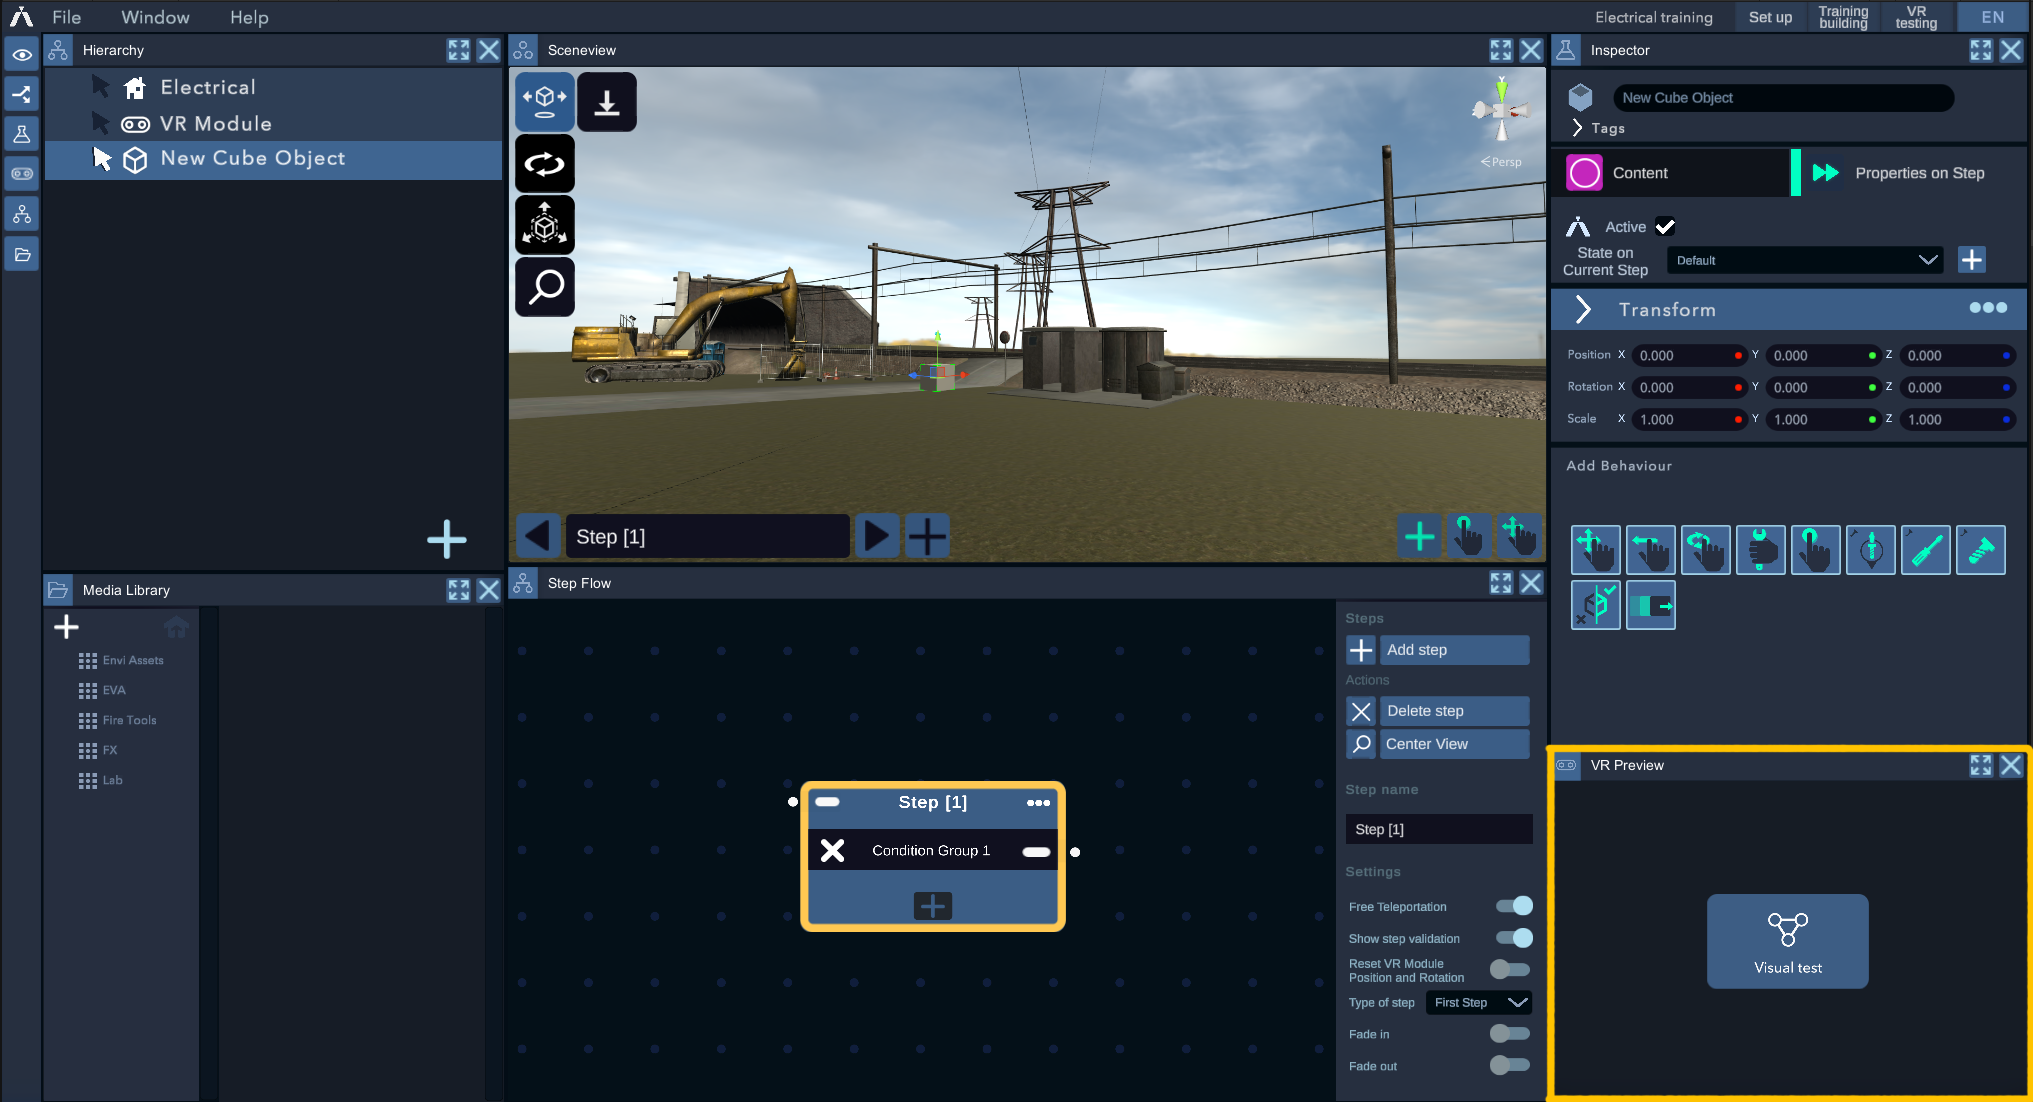 File Window Help
Electrical training Set up Training building VR testing EN
Hierarchy
Electrical
VR Module
New Cube Object
Sceneview
Y
Persp
Step [1]
Inspector
New Cube Object
Tags
Content
Properties on Step
Active
State on
Current Step
Default
Transform
Position X 0.000 Y 0.000 Z 0.000
Rotation X 0.000 Y 0.000 Z 0.000
Scale X 1.000 Y 1.000 Z 1.000
Add Behaviour
Media Library
Envi Assets
EVA
Fire Tools
FX
Lab
Step Flow
Step [1]
Condition Group 1
Steps
Add step
Actions
Delete step
Center View
Step name
Step [1]
Settings
Free Teleportation
Show step validation
Reset VR Module
Position and Rotation
Type of step First Step
Fade in
Fade out
VR Preview
Visual test